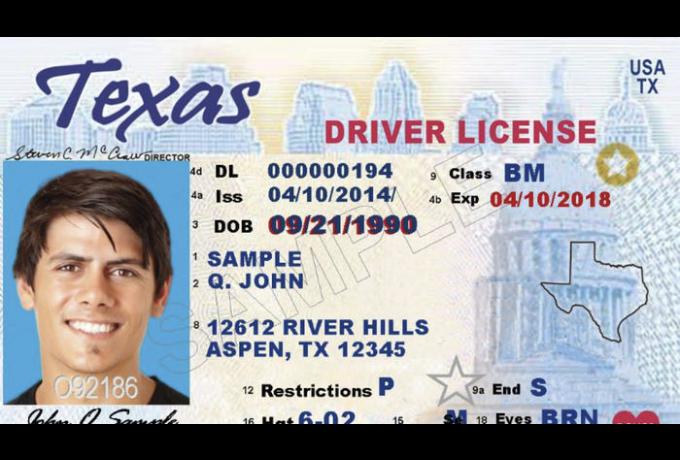 Texas
USA
TX
DRIVER LICENSE
Steven C. McCraw DIRECTOR
4d DL 000000194 9 Class BM
4a Iss 04/10/2014/ 4b Exp 04/10/2018
3 DOB 09/21/1990
1 SAMPLE
2 Q. JOHN
SAMPLE
8 12612 RIVER HILLS
ASPEN, TX 12345
092186
12 Restrictions P 9a End S
John Q Sample
16 Hgt 6-02 15 M 18 Eyes BRN